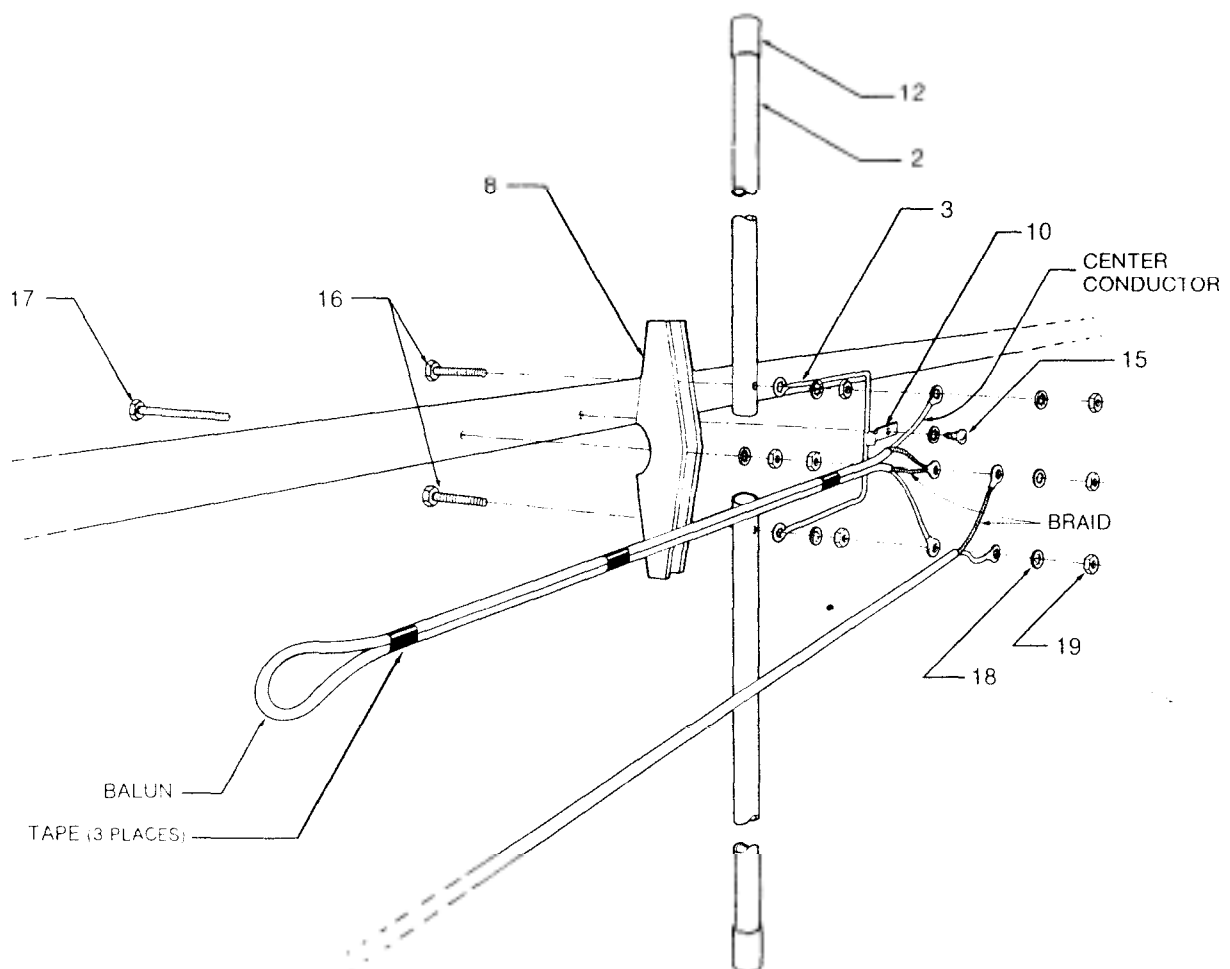 12
2
8
3
10
CENTER
CONDUCTOR
17
16
15
BRAID
19
18
BALUN
TAPE (3 PLACES)